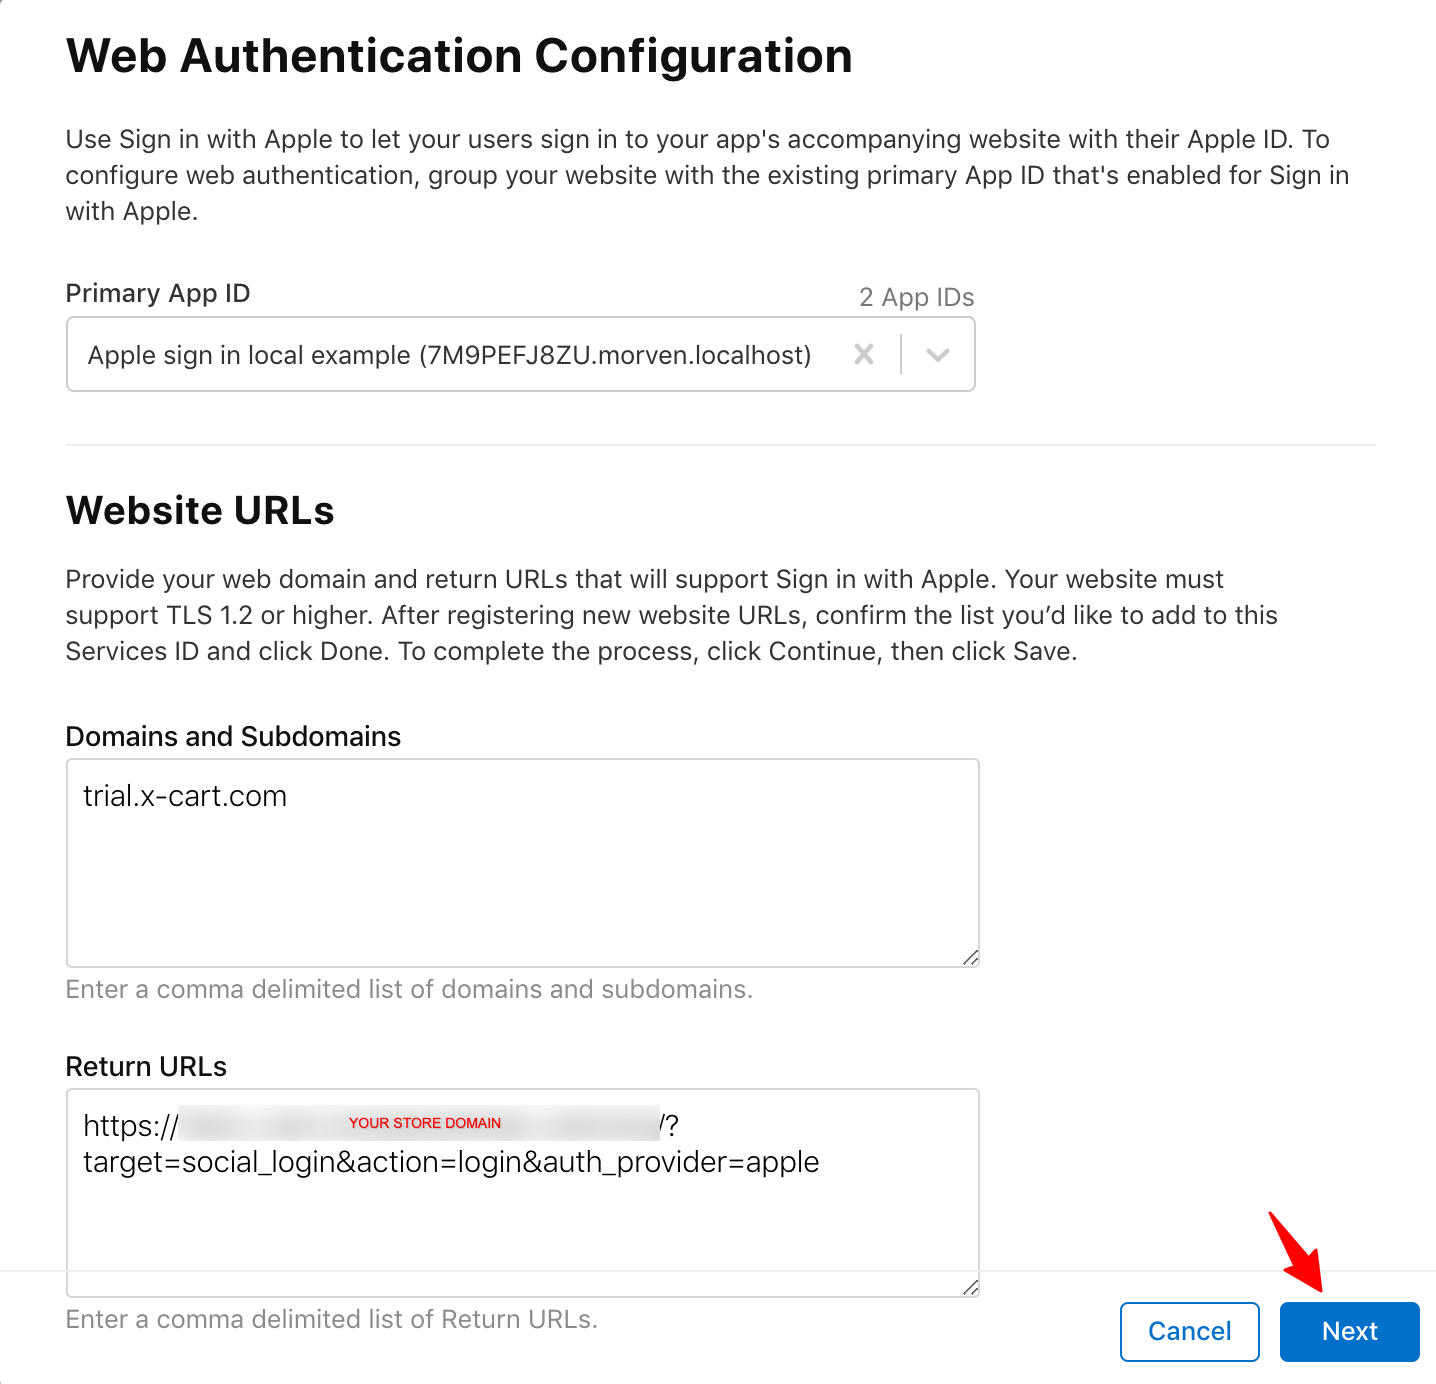 Web Authentication Configuration
Use Sign in with Apple to let your users sign in to your app's accompanying website with their Apple ID. To
configure web authentication, group your website with the existing primary App ID that's enabled for Sign in
with Apple.
Primary App ID
2 App IDs
Apple sign in local example (7M9PEFJ8ZU.morven.localhost)
Website URLs
Provide your web domain and return URLs that will support Sign in with Apple. Your website must
support TLS 1.2 or higher. After registering new website URLs, confirm the list you’d like to add to this
Services ID and click Done. To complete the process, click Continue, then click Save.
Domains and Subdomains
trial.x-cart.com
Enter a comma delimited list of domains and subdomains.
Return URLs
https:// YOUR STORE DOMAIN /?
target=social_login&action=login&auth_provider=apple
Enter a comma delimited list of Return URLs.
Cancel
Next